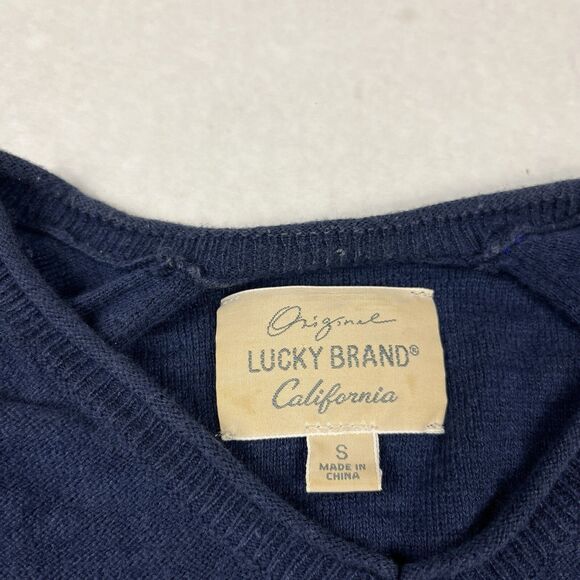 Original
LUCKY BRAND®
California
S
MADE IN
CHINA